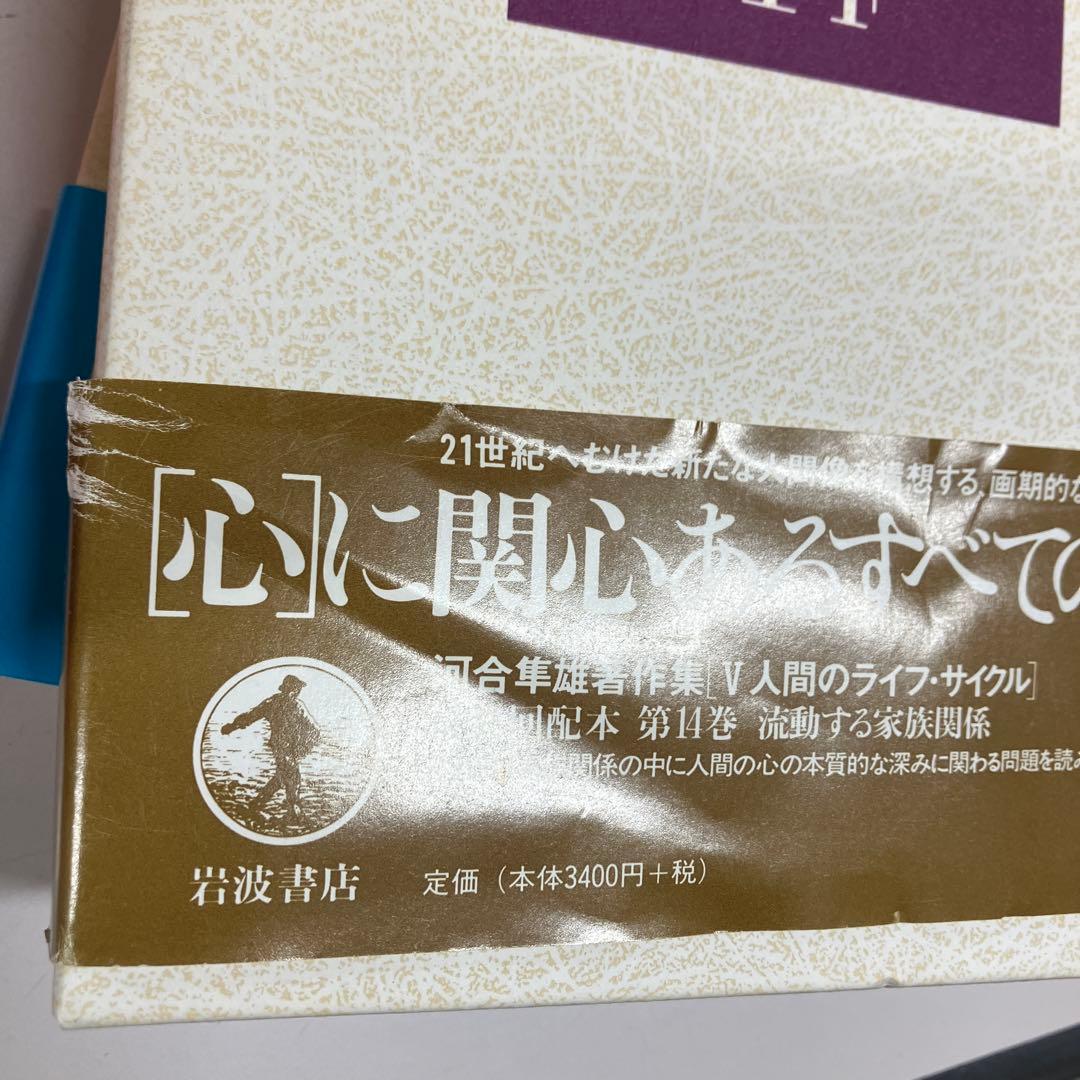 21世紀へむけた新たな人間像を構想する、画期的な
[心]に関心あるすべての
河合隼雄著作集[V 人間のライフ・サイクル]
配本 第14巻 流動する家族関係
関係の中に人間の心の本質的な深みに関わる問題を読み
岩波書店
定価（本体3400円＋税）